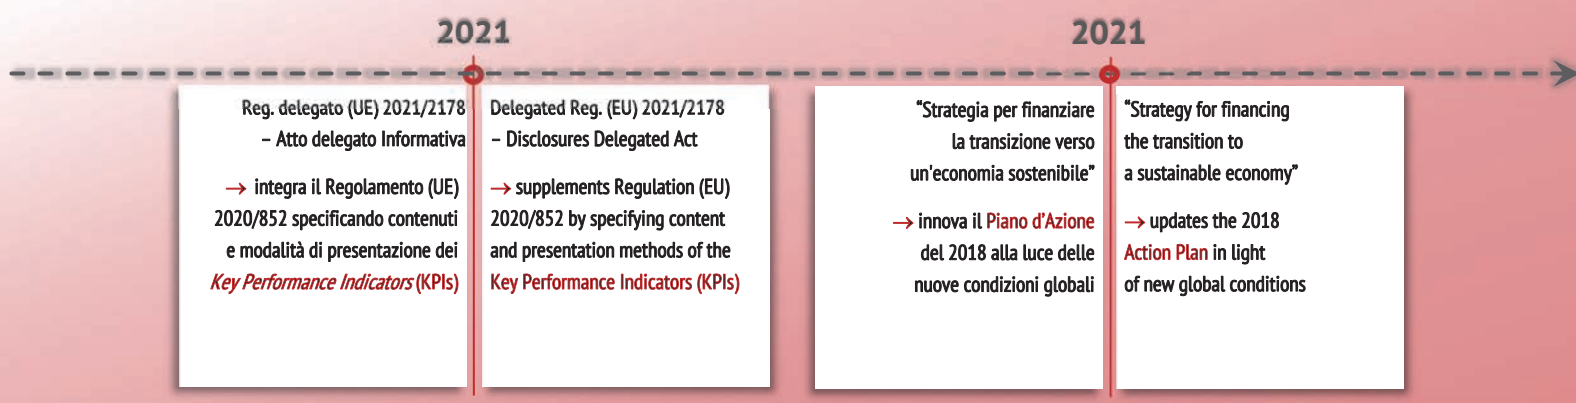 2021
Reg. delegato (UE) 2021/2178
– Atto delegato Informativa
→ integra il Regolamento (UE)
2020/852 specificando contenuti
e modalità di presentazione dei
Key Performance Indicators (KPIs)
Delegated Reg. (EU) 2021/2178
– Disclosures Delegated Act
→ supplements Regulation (EU)
2020/852 by specifying content
and presentation methods of the
Key Performance Indicators (KPIs)
2021
“Strategia per finanziare
la transizione verso
un'economia sostenibile”
→ innova il Piano d’Azione
del 2018 alla luce delle
nuove condizioni globali
“Strategy for financing
the transition to
a sustainable economy”
→ updates the 2018
Action Plan in light
of new global conditions